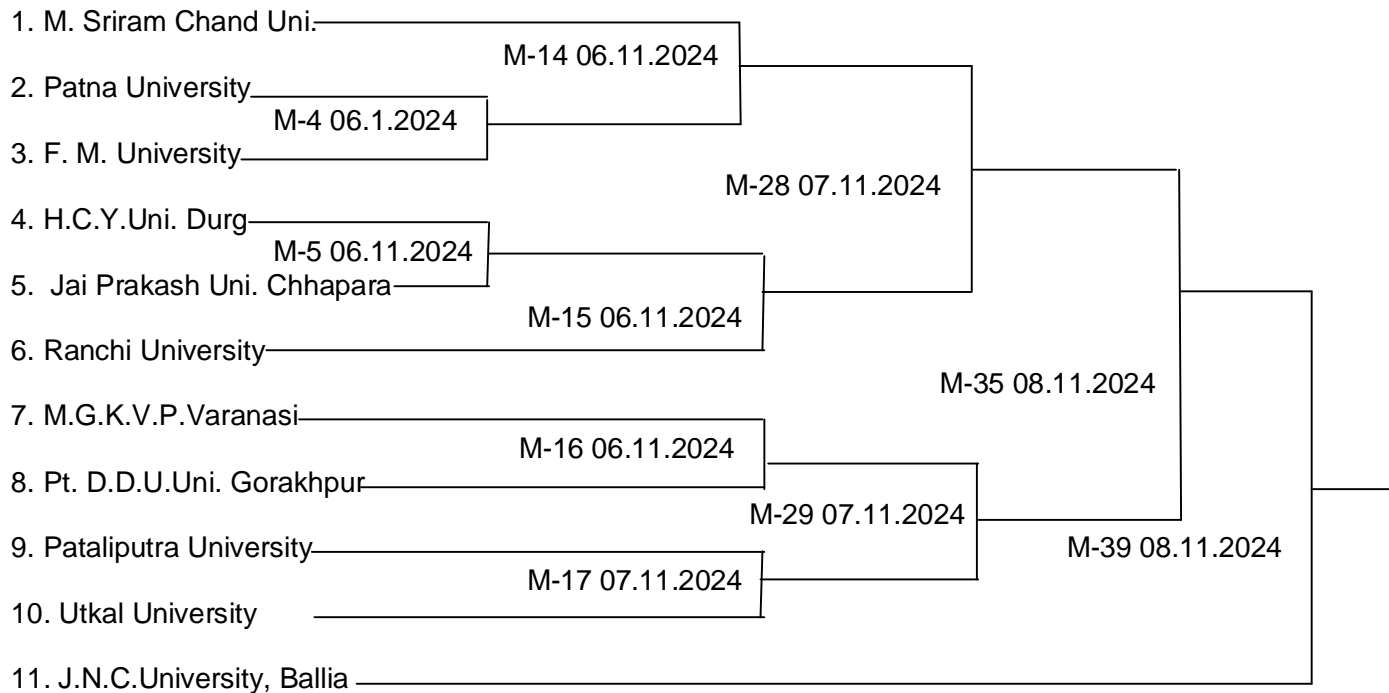 1. M. Sriram Chand Uni.
M-14 06.11.2024
2. Patna University
M-4 06.1.2024
3. F. M. University
M-28 07.11.2024
4. H.C.Y.Uni. Durg
M-5 06.11.2024
5. Jai Prakash Uni. Chhapara
M-15 06.11.2024
6. Ranchi University
M-35 08.11.2024
7. M.G.K.V.P.Varanasi
M-16 06.11.2024
8. Pt. D.D.U.Uni. Gorakhpur
M-29 07.11.2024
9. Pataliputra University
M-39 08.11.2024
M-17 07.11.2024
10. Utkal University
11. J.N.C.University, Ballia